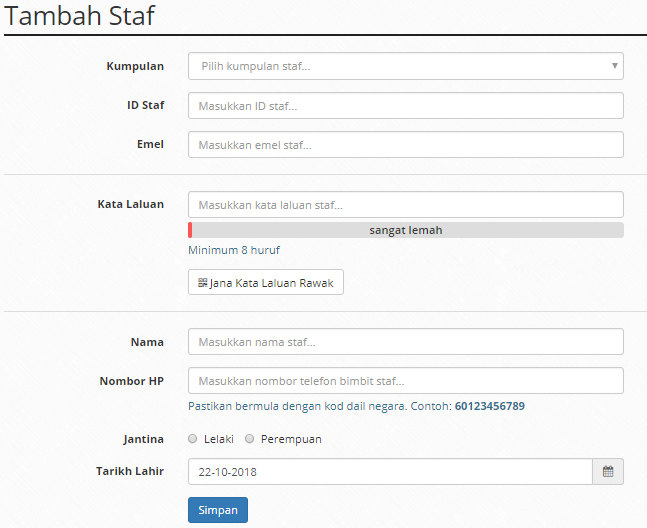 Tambah Staf
Kumpulan Pilih kumpulan staf...
ID Staf Masukkan ID staf...
Emel Masukkan emel staf...
Kata Laluan Masukkan kata laluan staf...
sangat lemah
Minimum 8 huruf
Jana Kata Laluan Rawak
Nama Masukkan nama staf...
Nombor HP Masukkan nombor telefon bimbit staf...
Pastikan bermula dengan kod dail negara. Contoh: 60123456789
Jantina Lelaki Perempuan
Tarikh Lahir 22-10-2018
Simpan